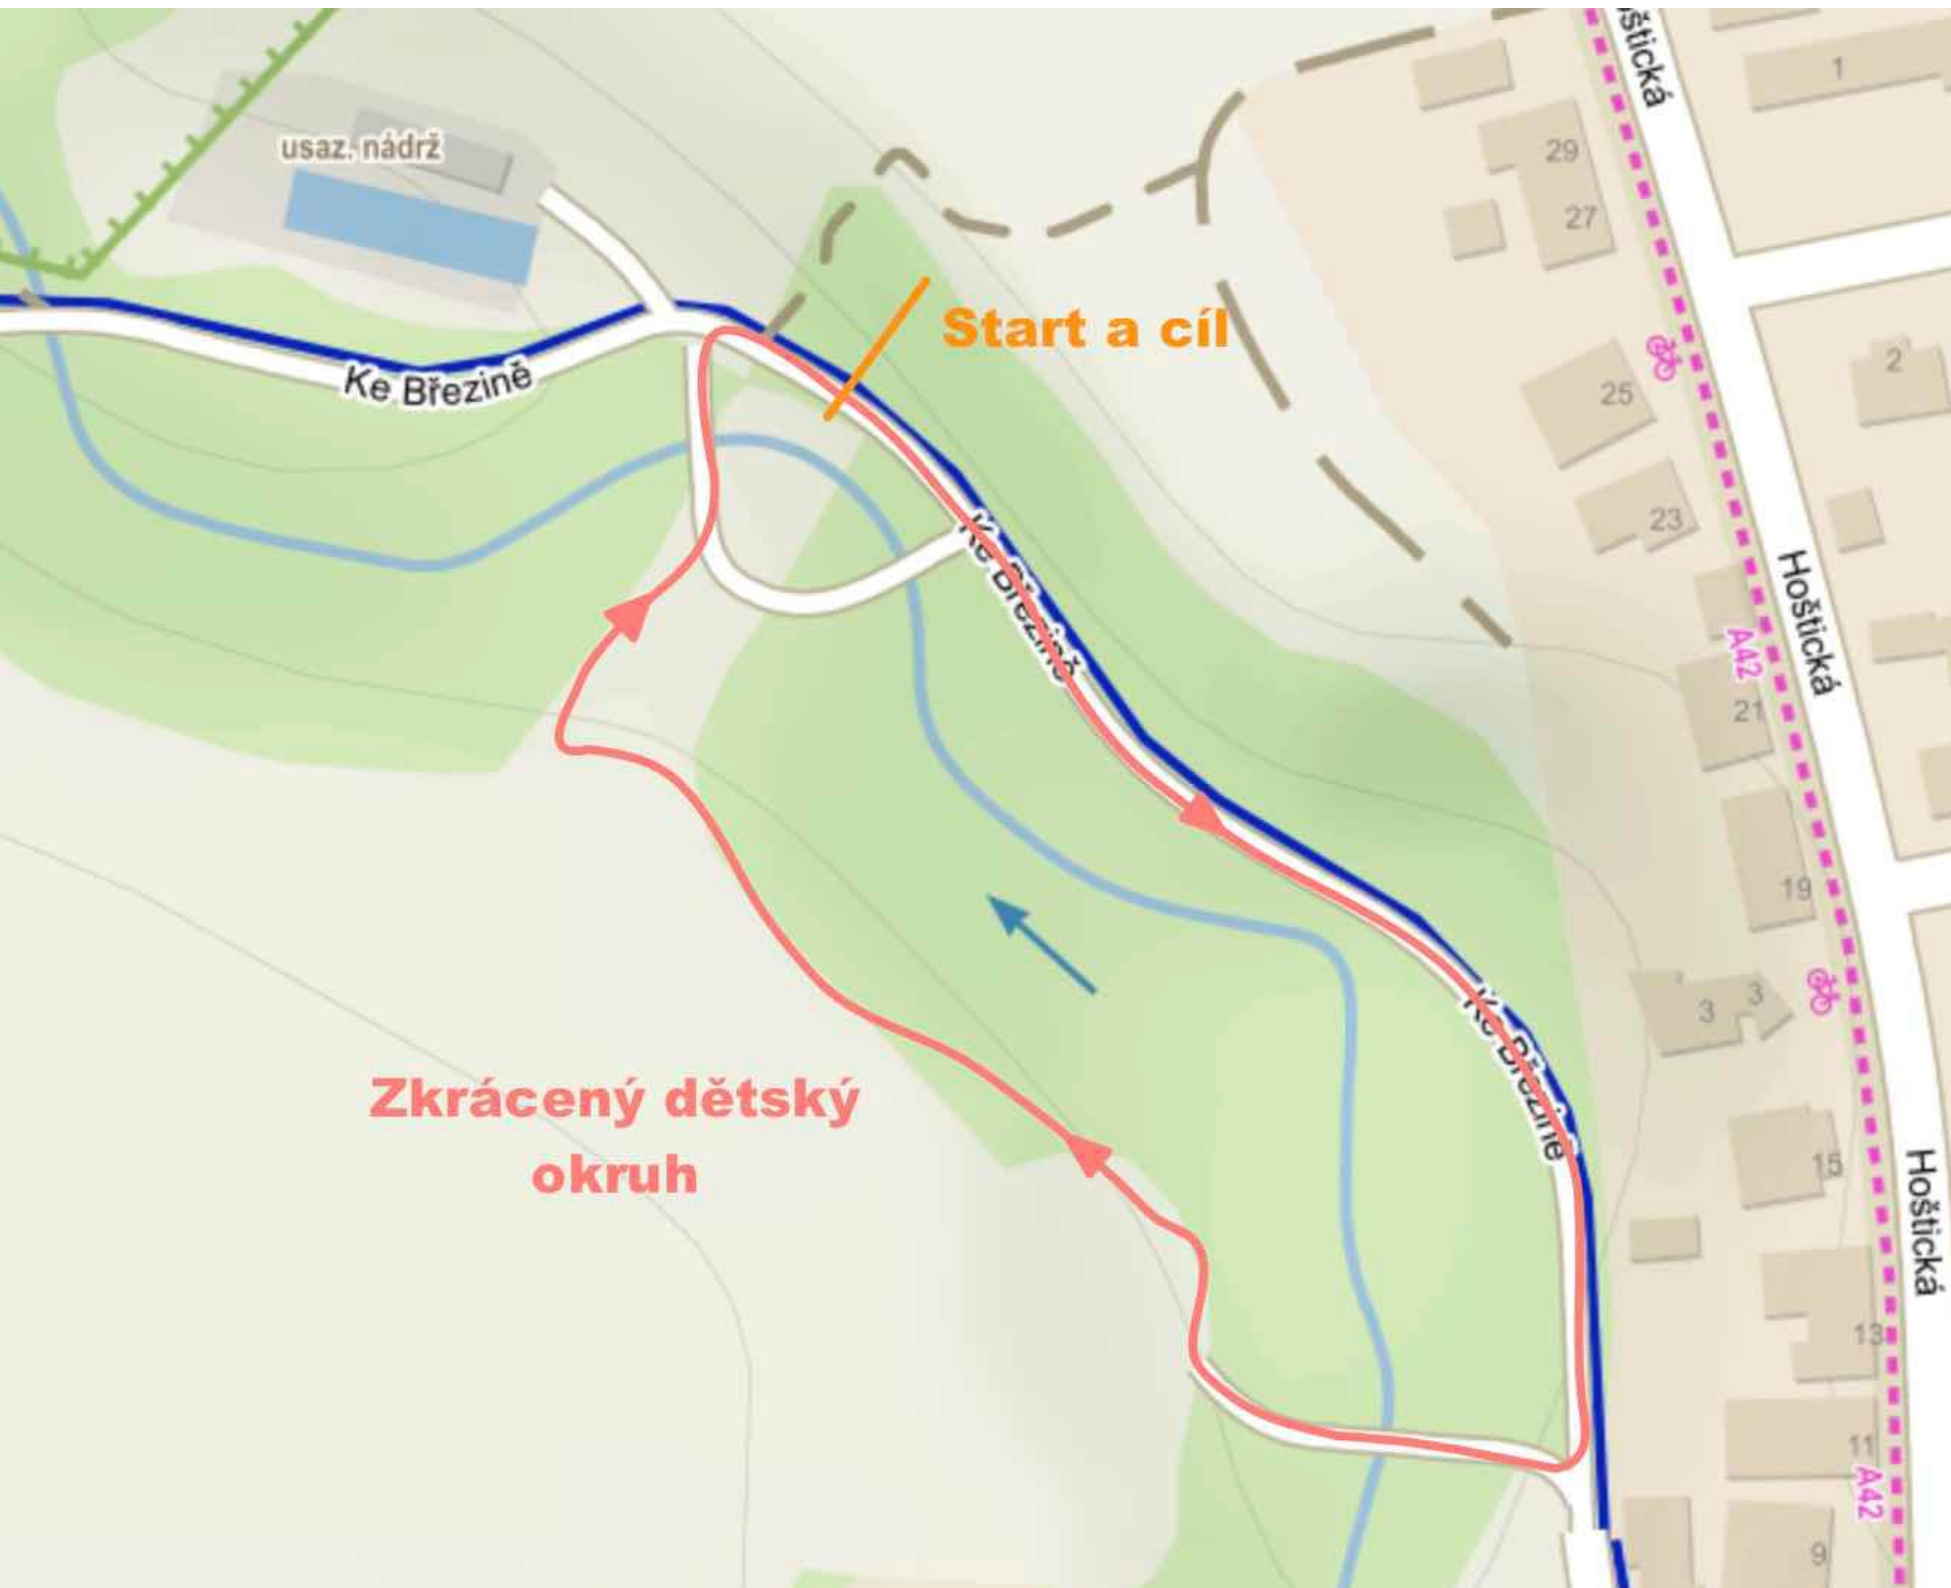 štická
1
usaz. nádrž
29
27
Start a cíl
2
Ke Březině
25
23
Ke Březině
Hoštická
A42
21
19
3
3
Ke Březině
Zkrácený dětský
okruh
15
Hoštická
13
11
A42
9